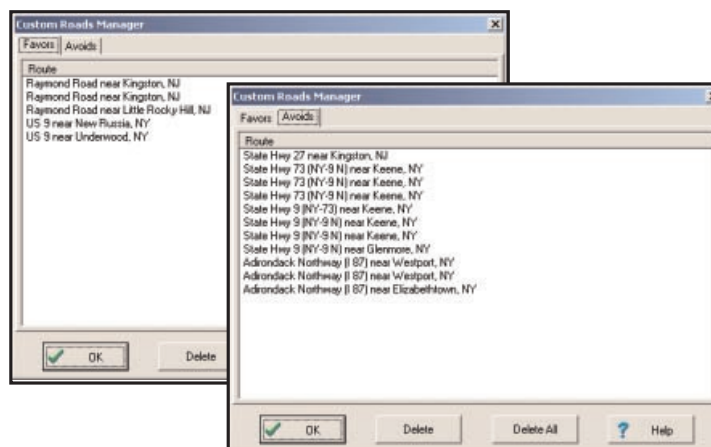 Custom Roads Manager
Favors Avoids
Route
Raymond Road near Kingston, NJ
Raymond Road near Kingston, NJ
Raymond Road near Little Rocky Hill, NJ
US 9 near New Russia, NY
US 9 near Underwood, NY
OK Delete
Custom Roads Manager
Favors Avoids
Route
State Hwy 27 near Kingston, NJ
State Hwy 73 (NY-9 N) near Keene, NY
State Hwy 73 (NY-9 N) near Keene, NY
State Hwy 73 (NY-9 N) near Keene, NY
State Hwy 9 (NY-73) near Keene, NY
State Hwy 9 (NY-9 N) near Keene, NY
State Hwy 9 (NY-9 N) near Keene, NY
State Hwy 9 (NY-9 N) near Glenmore, NY
Adirondack Northway (I 87) near Westport, NY
Adirondack Northway (I 87) near Westport, NY
Adirondack Northway (I 87) near Elizabethtown, NY
OK Delete Delete All ? Help